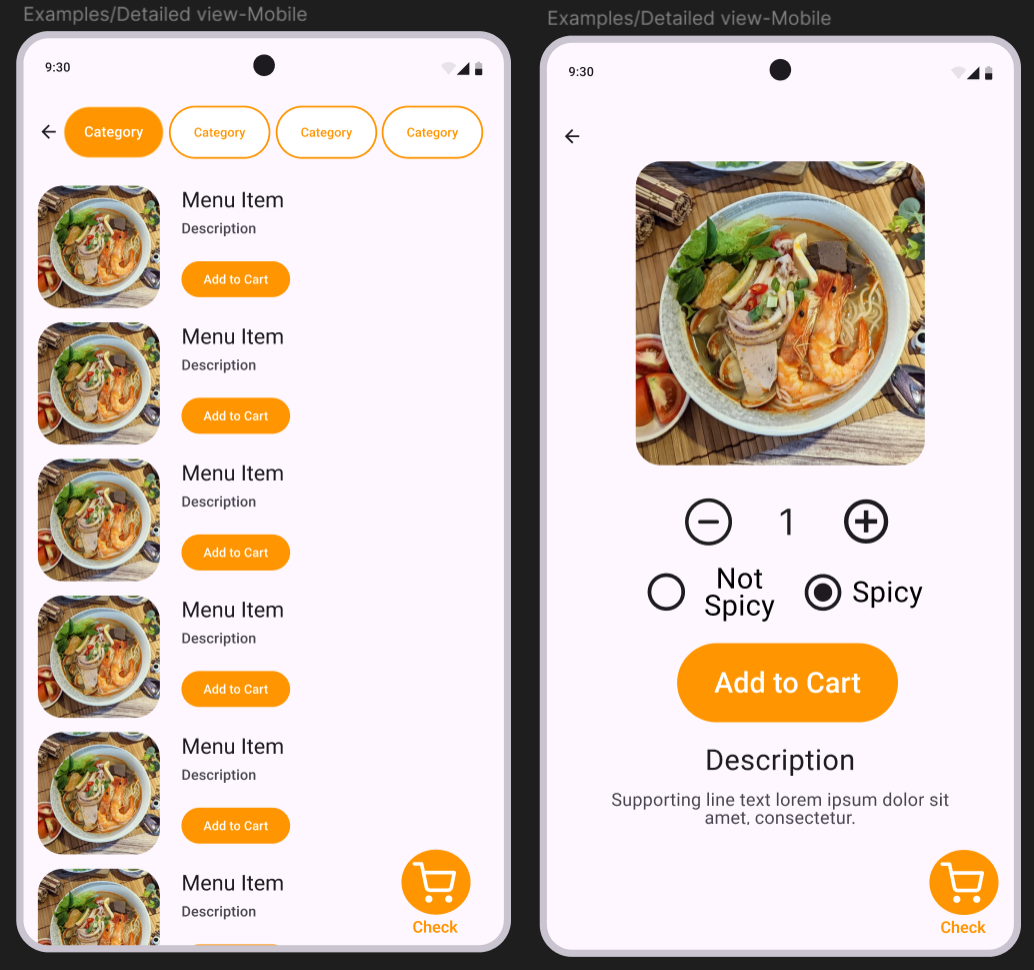 Examples/Detailed view-Mobile
9:30
Category
Category
Category
Category
Menu Item
Description
Add to Cart
Menu Item
Description
Add to Cart
Menu Item
Description
Add to Cart
Menu Item
Description
Add to Cart
Menu Item
Description
Add to Cart
Menu Item
Description
Check
Examples/Detailed view-Mobile
9:30
1
Not
Spicy
Spicy
Add to Cart
Description
Supporting line text lorem ipsum dolor sit
amet, consectetur.
Check